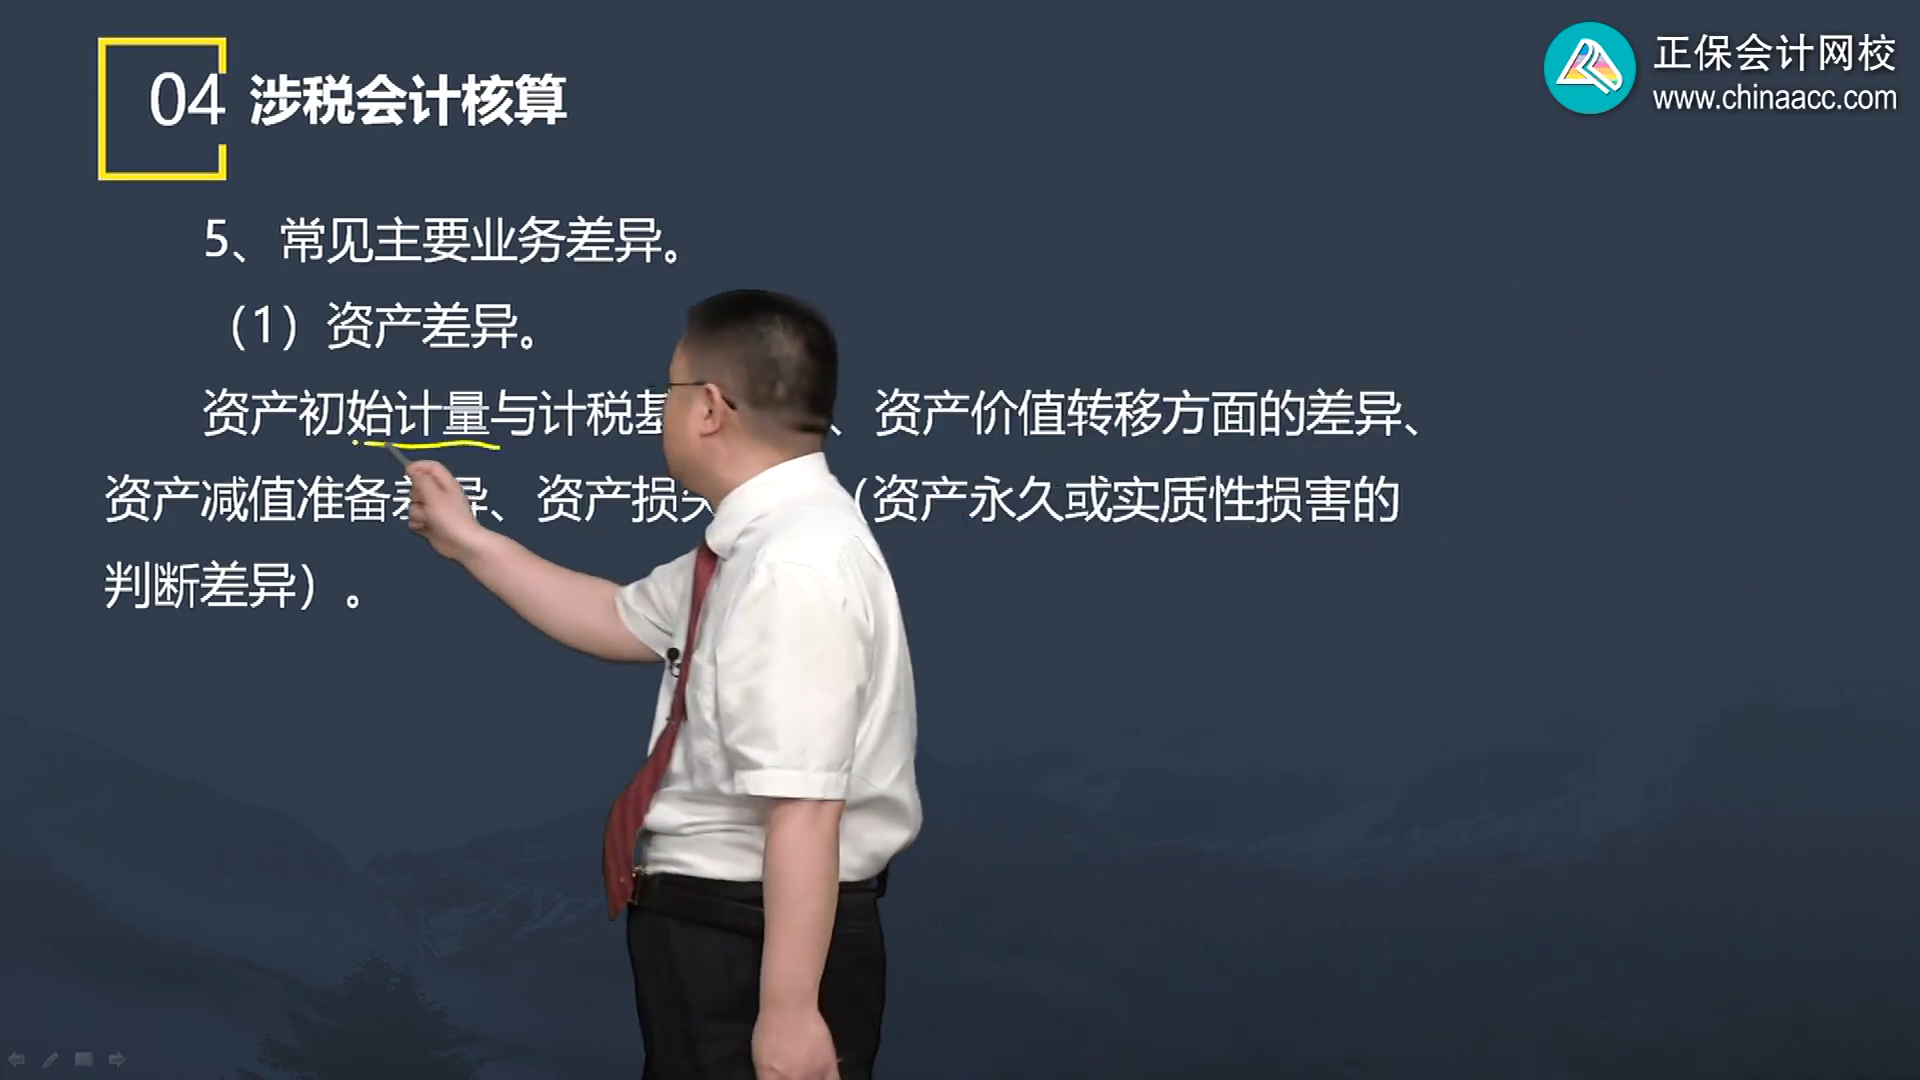 正保会计网校
www.chinaacc.com
04 涉税会计核算
5、常见主要业务差异。
（1）资产差异。
资产初始计量与计税基、资产价值转移方面的差异、
资产减值准备差异、资产损（资产永久或实质性损害的
判断差异）。